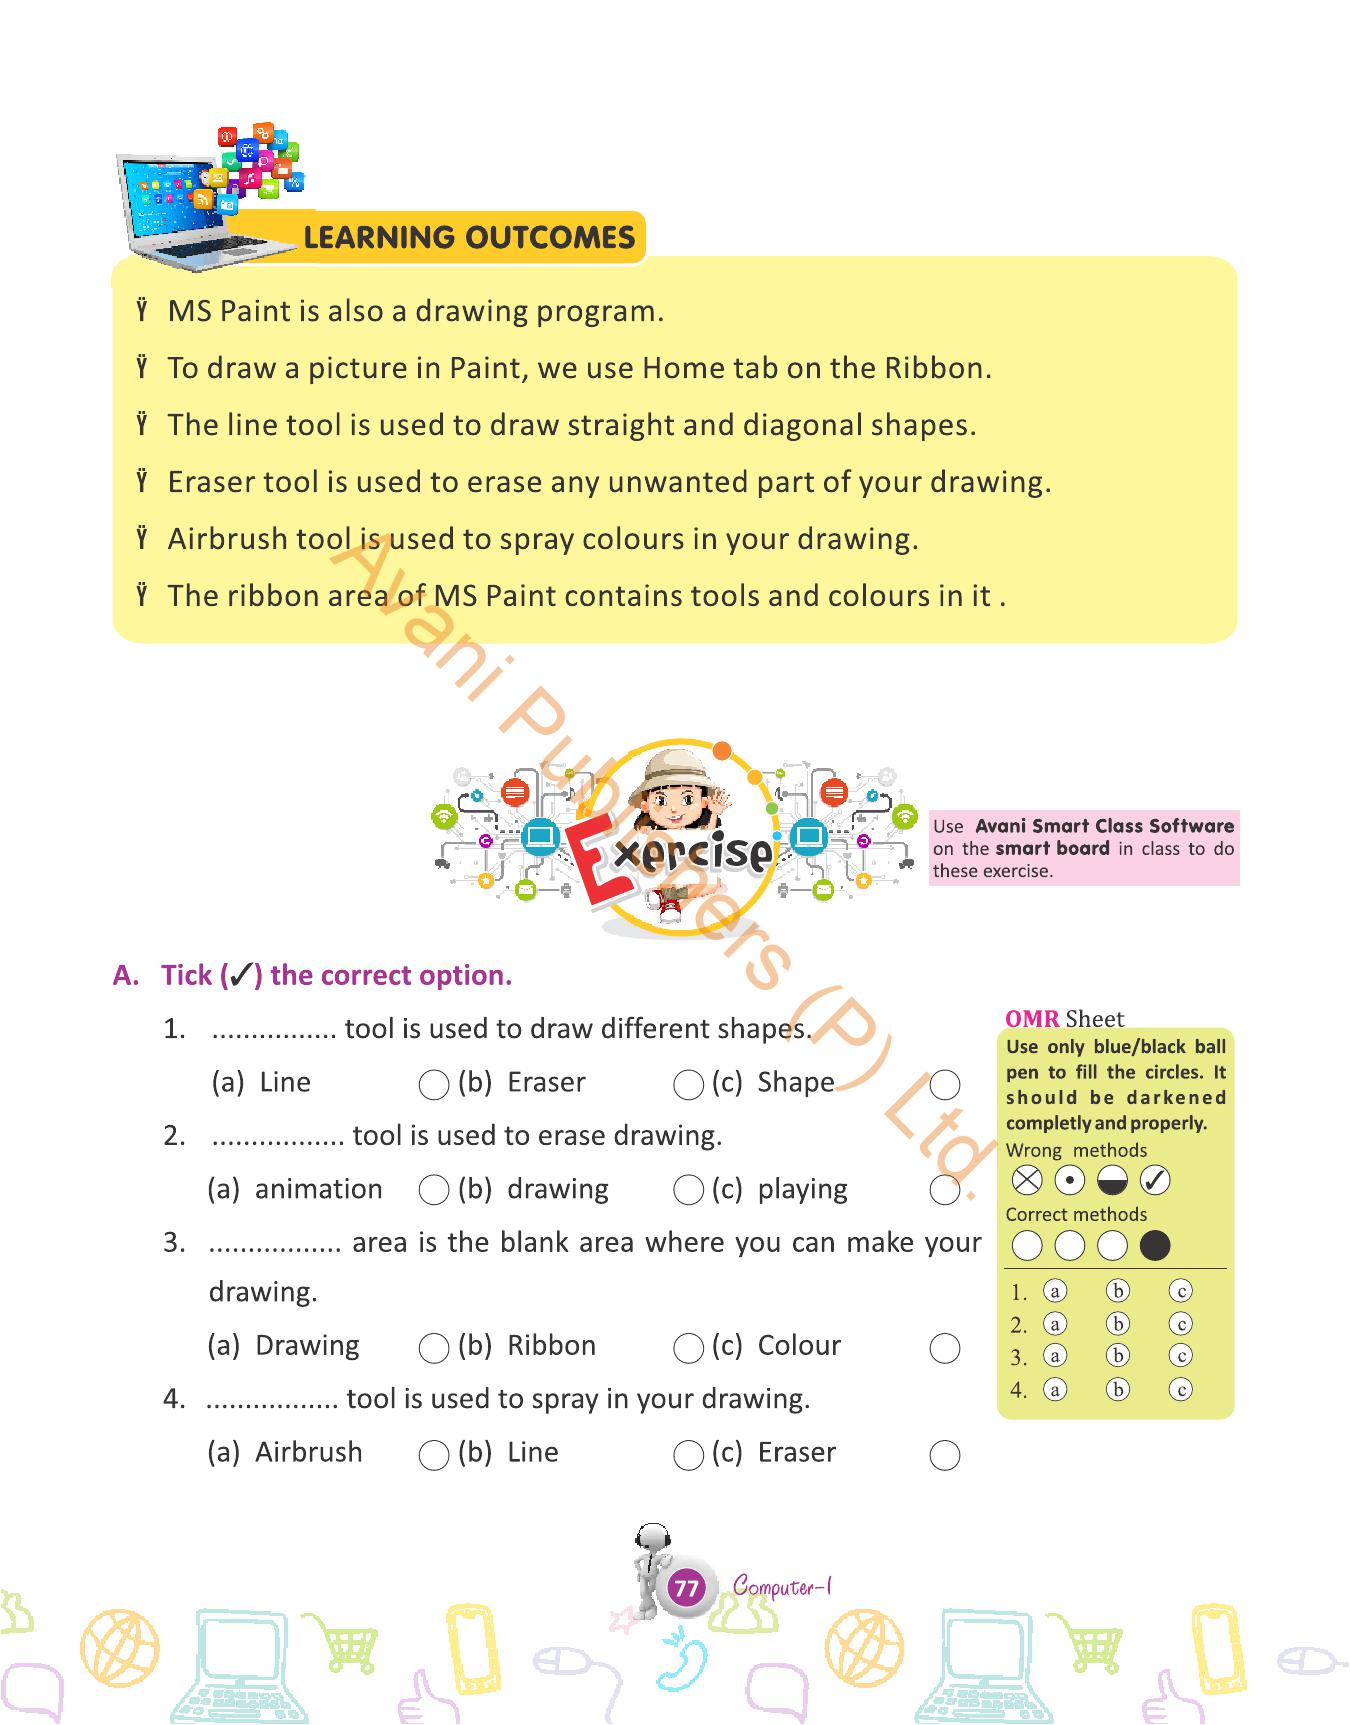 LEARNING OUTCOMES
Ÿ MS Paint is also a drawing program.
Ÿ To draw a picture in Paint, we use Home tab on the Ribbon.
Ÿ The line tool is used to draw straight and diagonal shapes.
Ÿ Eraser tool is used to erase any unwanted part of your drawing.
Ÿ Airbrush tool is used to spray colours in your drawing.
Ÿ The ribbon area of MS Paint contains tools and colours in it .
Avani Publishers (P) Ltd.
Exercise
Use Avani Smart Class Software
on the smart board in class to do
these exercise.
A. Tick (✓) the correct option.
1. ................ tool is used to draw different shapes.
(a) Line (b) Eraser (c) Shape
2. ................. tool is used to erase drawing.
(a) animation (b) drawing (c) playing
3. ................. area is the blank area where you can make your
drawing.
(a) Drawing (b) Ribbon (c) Colour
4. ................. tool is used to spray in your drawing.
(a) Airbrush (b) Line (c) Eraser
OMR Sheet
Use only blue/black ball
pen to fill the circles. It
should be darkened
completly and properly.
Wrong methods
Correct methods
1. a b c
2. a b c
3. a b c
4. a b c
77 Computer-1